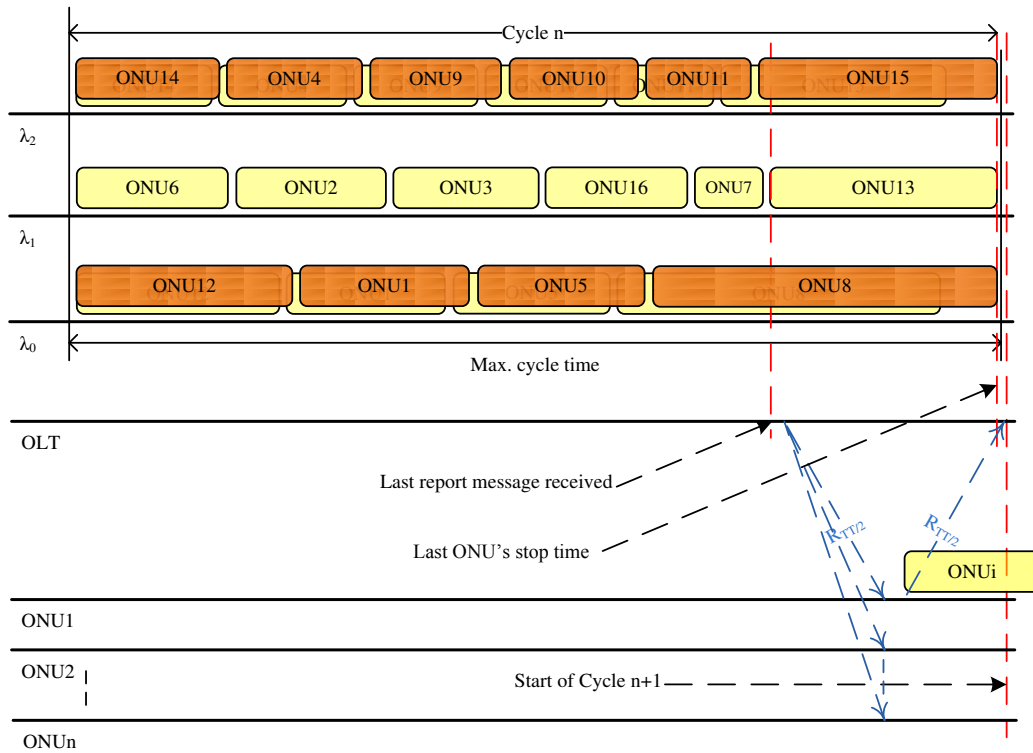 Cycle n
ONU14 ONU4 ONU9 ONU10 ONU11 ONU15
λ2
ONU6 ONU2 ONU3 ONU16 ONU7 ONU13
λ1
ONU12 ONU1 ONU5 ONU8
λ0
Max. cycle time
OLT
Last report message received
RTT/2 RTT/2
Last ONU’s stop time
ONUi
ONU1
ONU2
Start of Cycle n+1
ONUn